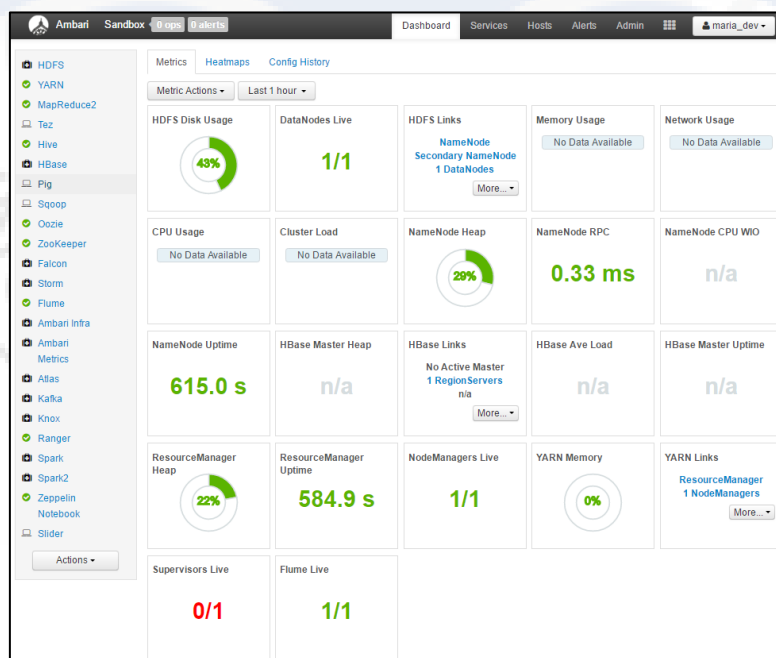 Ambari Sandbox 0 ops 0 alerts Dashboard Services Hosts Alerts Admin maria_dev
HDFS
YARN
MapReduce2
Tez
Hive
HBase
Pig
Sqoop
Oozie
ZooKeeper
Falcon
Storm
Flume
Ambari Infra
Ambari
Metrics
Atlas
Kafka
Knox
Ranger
Spark
Spark2
Zeppelin
Notebook
Slider
Actions
Metrics Heatmaps Config History
Metric Actions Last 1 hour
HDFS Disk Usage
43%
DataNodes Live
1/1
HDFS Links
NameNode
Secondary NameNode
1 DataNodes
More...
Memory Usage
No Data Available
Network Usage
No Data Available
CPU Usage
No Data Available
Cluster Load
No Data Available
NameNode Heap
29%
NameNode RPC
0.33 ms
NameNode CPU WIO
n/a
NameNode Uptime
615.0 s
HBase Master Heap
n/a
HBase Links
No Active Master
1 RegionServers
n/a
More...
HBase Ave Load
n/a
HBase Master Uptime
n/a
ResourceManager
Heap
22%
ResourceManager
Uptime
584.9 s
NodeManagers Live
1/1
YARN Memory
0%
YARN Links
ResourceManager
1 NodeManagers
More...
Supervisors Live
0/1
Flume Live
1/1